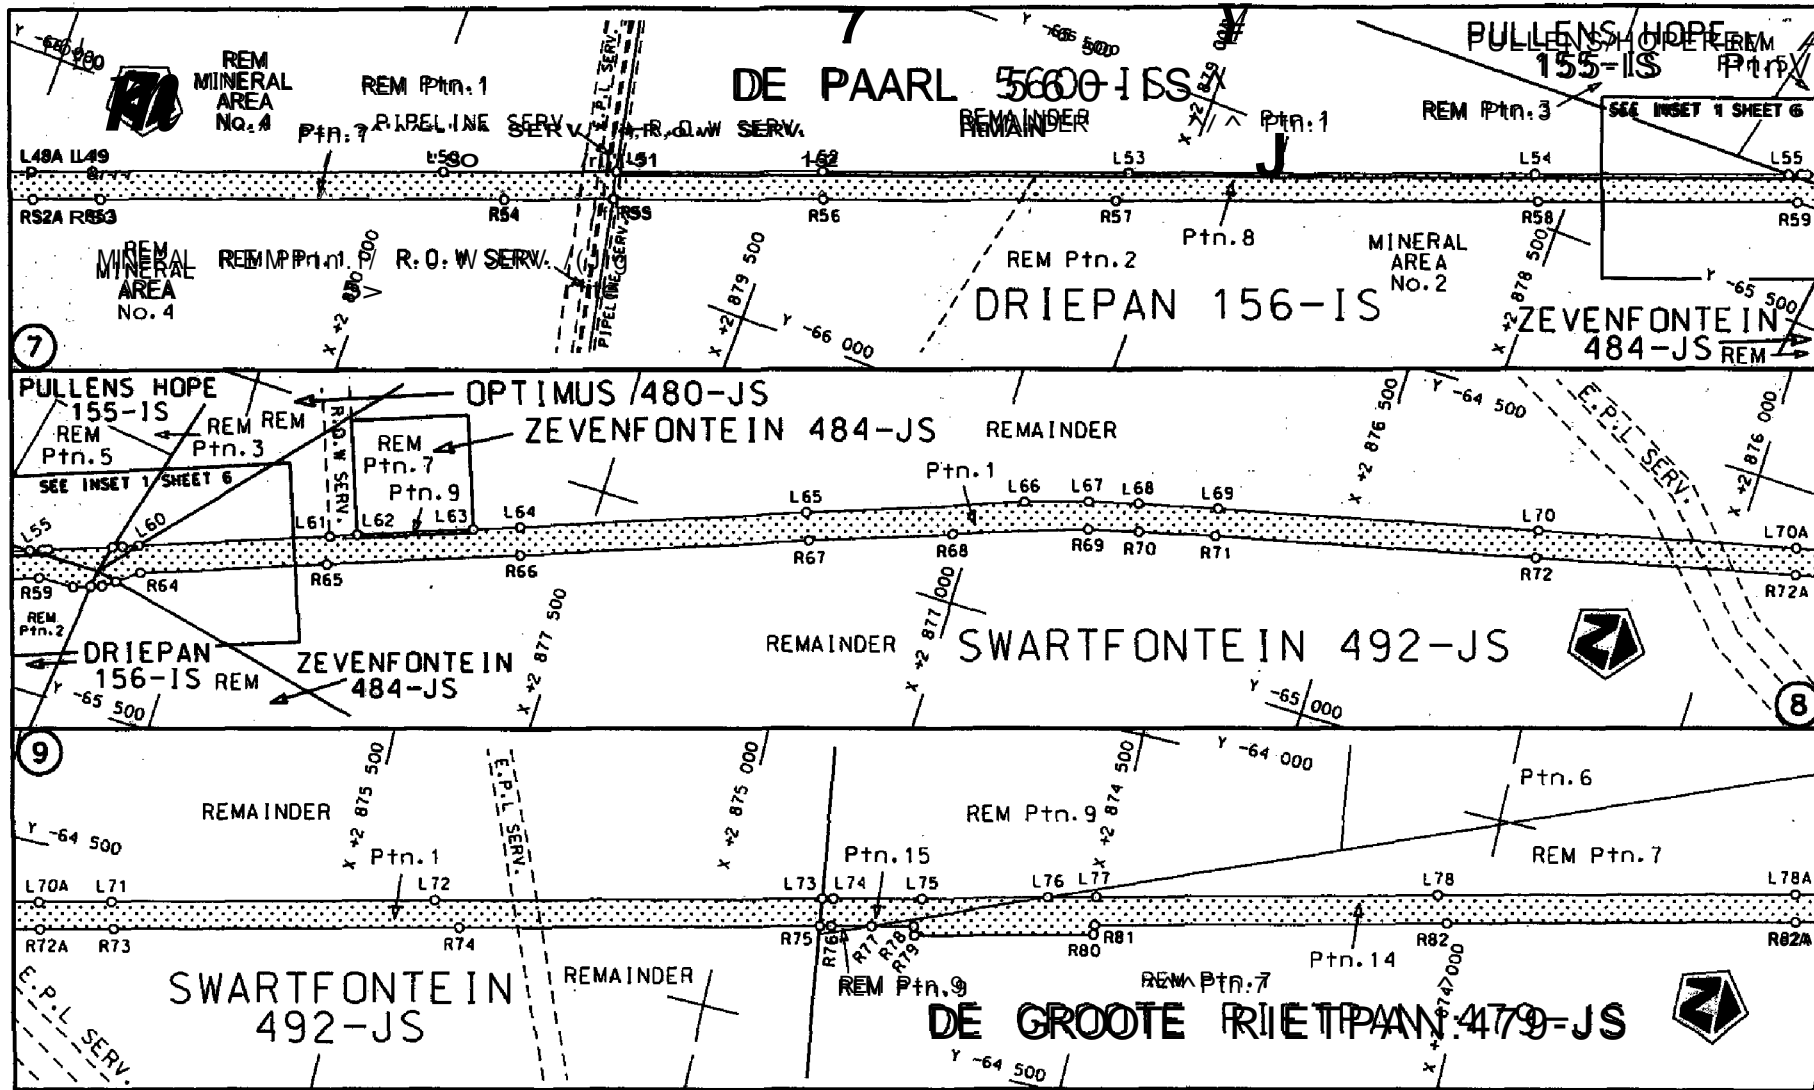 7
Y -66 500
REM
MINERAL
AREA
No.4
REM Ptn.1
E.P.L SERV.
DE PAARL
X +2 879 000
PULLENS HOPE
155-IS
REM Ptn.3
SEE INSET 1 SHEET 6
Ptn.7
PIPELINE SERV.
R.O.W SERV.
REMAINDER
Ptn.1
J
L48A L49
L51
L52
L53
L54
L55
R52A R53
R54
R55
R56
R57
R58
R59
Ptn.8
REM
MINERAL
AREA
No.4
REM Ptn.1
R.O.W SERV.
PIPELINE SERV.
X +2 879 500
Y -66 000
REM Ptn.2
MINERAL
AREA
No.2
DRIEPAN 156-IS
X +2 878 500
Y -65 500
ZEVENFONTEIN
484-JS REM
7
PULLENS HOPE
155-IS
REM
Ptn.5
REM
Ptn.3
REM
OPTIMUS 480-JS
R.O.W SERV.
REM
Ptn.7
Ptn.9
ZEVENFONTEIN 484-JS
REMAINDER
SEE INSET 1 SHEET 6
Ptn.1
X +2 876 500
Y -64 500
E.P.L SERV.
X +2 876 000
L55
L60
L61
L62
L63
L64
L65
L66
L67
L68
L69
L70
L70A
R59
R64
R65
R66
R67
R68
R69
R70
R71
R72
R72A
REM
Ptn.2
DRIEPAN
156-IS REM
Y -65 500
ZEVENFONTEIN
484-JS
X +2 877 500
REMAINDER
X +2 877 000
SWARTFONTEIN 492-JS
Y -65 000
8
9
REMAINDER
X +2 875 500
E.P.L SERV.
X +2 875 000
REM Ptn.9
X +2 874 500
Y -64 000
Ptn.6
Y -64 500
Ptn.1
Ptn.15
REM Ptn.7
L70A
L71
L72
L73
L74
L75
L76
L77
L78
L78A
R72A
R73
R74
R75
R76
R77
R78
R79
R80
R81
R82
R82A
Ptn.14
E.P.L SERV.
SWARTFONTEIN
492-JS
REMAINDER
REM Ptn.9
REM Ptn.7
DE GROOTE RIETPAN 479-JS
Y -64 500